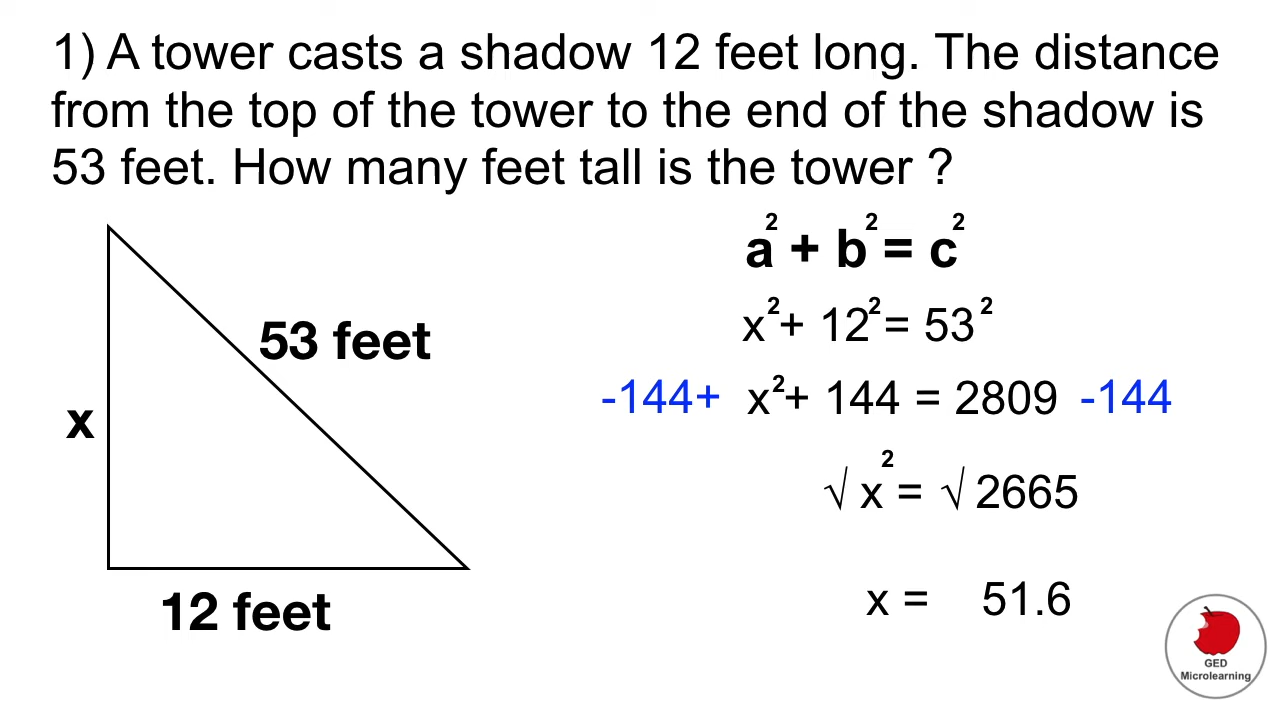 1) A tower casts a shadow 12 feet long. The distance
from the top of the tower to the end of the shadow is
53 feet. How many feet tall is the tower ?
a² + b² = c²
x² + 12² = 53²
53 feet
-144+ x² + 144 = 2809 -144
x
√ x² = √ 2665
12 feet
x = 51.6
GED
Microlearning